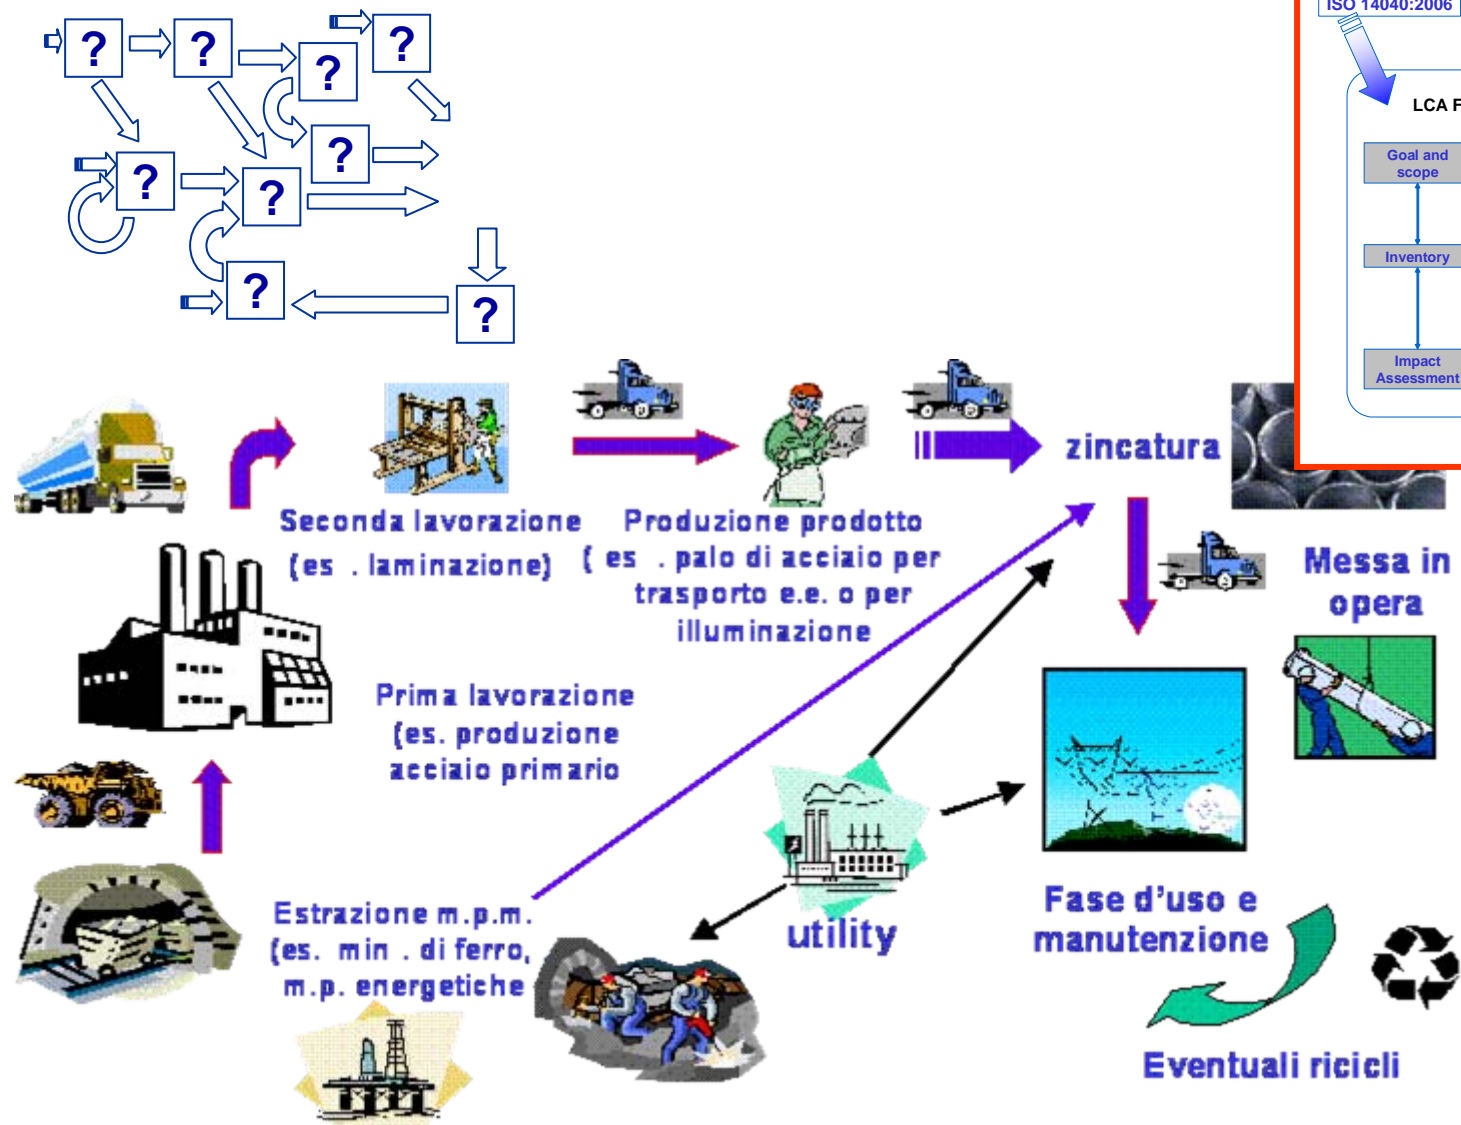 ?
?
?
?
?
?
?
?
?
ISO 14040:2006
LCA F
Goal and
scope
Inventory
Impact
Assessment
zincatura
Seconda lavorazione
(es . laminazione)
Produzione prodotto
( es . palo di acciaio per
trasporto e.e. o per
illuminazione
Messa in
opera
Prima lavorazione
(es. produzione
acciaio primario
Estrazione m.p.m.
(es. min . di ferro,
m.p. energetiche
utility
Fase d'uso e
manutenzione
Eventuali ricicli